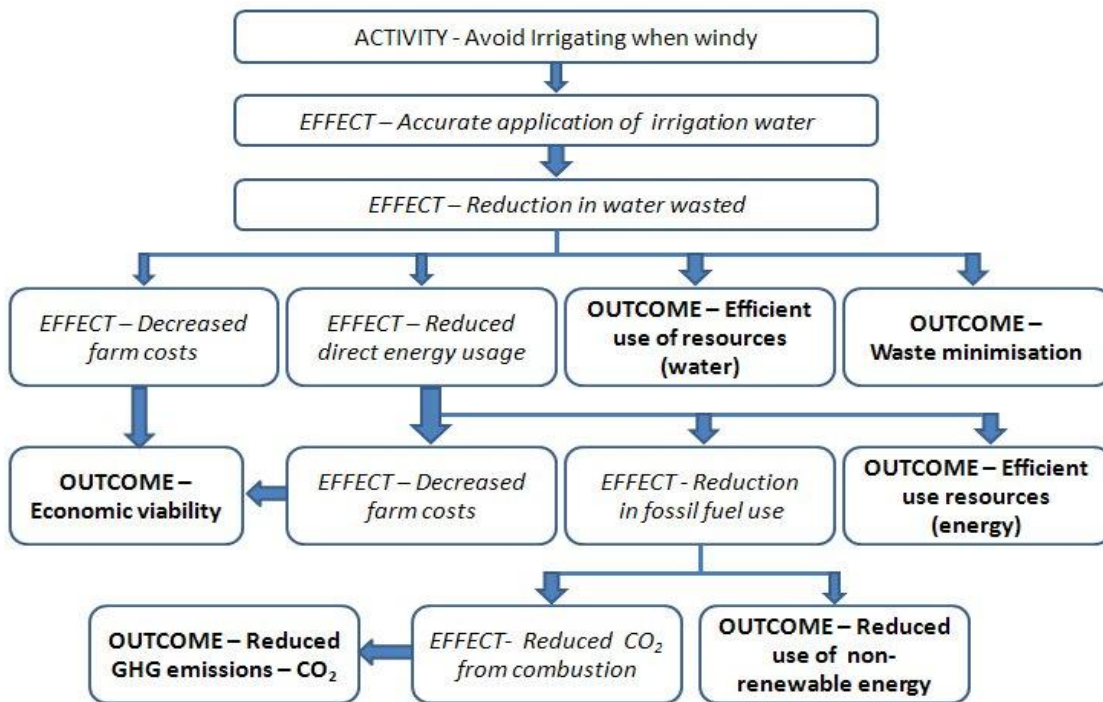 ACTIVITY - Avoid Irrigating when windy
EFFECT – Accurate application of irrigation water
EFFECT – Reduction in water wasted
EFFECT – Decreased
farm costs
EFFECT – Reduced
direct energy usage
OUTCOME – Efficient
use of resources
(water)
OUTCOME –
Waste minimisation
OUTCOME –
Economic viability
EFFECT – Decreased
farm costs
EFFECT - Reduction
in fossil fuel use
OUTCOME – Efficient
use resources
(energy)
OUTCOME – Reduced
GHG emissions – CO₂
EFFECT- Reduced CO₂
from combustion
OUTCOME – Reduced
use of non-
renewable energy